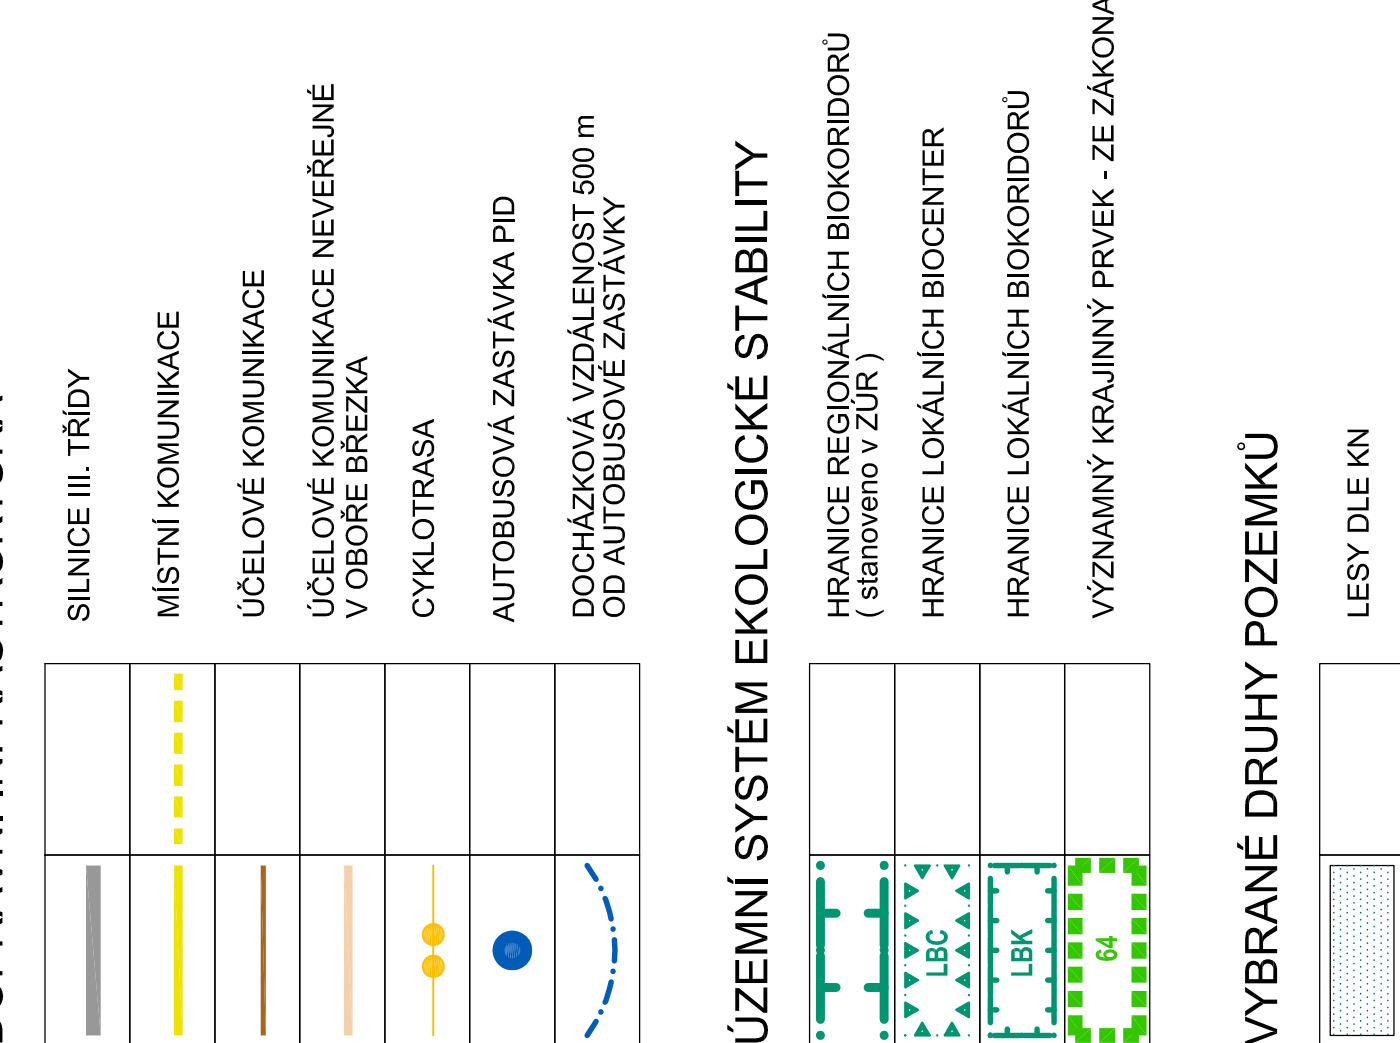 SILNICE III. TŘÍDY
MÍSTNÍ KOMUNIKACE
ÚČELOVÉ KOMUNIKACE
ÚČELOVÉ KOMUNIKACE NEVEŘEJNÉ
V OBOŘE BŘEZKA
CYKLOTRASA
AUTOBUSOVÁ ZASTÁVKA PID
DOCHÁZKOVÁ VZDÁLENOST 500 m
OD AUTOBUSOVÉ ZASTÁVKY
ÚZEMNÍ SYSTÉM EKOLOGICKÉ STABILITY
HRANICE REGIONÁLNÍCH BIOKORIDORŮ
( stanoveno v ZÚR )
LBC HRANICE LOKÁLNÍCH BIOCENTER
LBK HRANICE LOKÁLNÍCH BIOKORIDORŮ
64 VÝZNAMNÝ KRAJINNÝ PRVEK - ZE ZÁKONA
VYBRANÉ DRUHY POZEMKŮ
LESY DLE KN